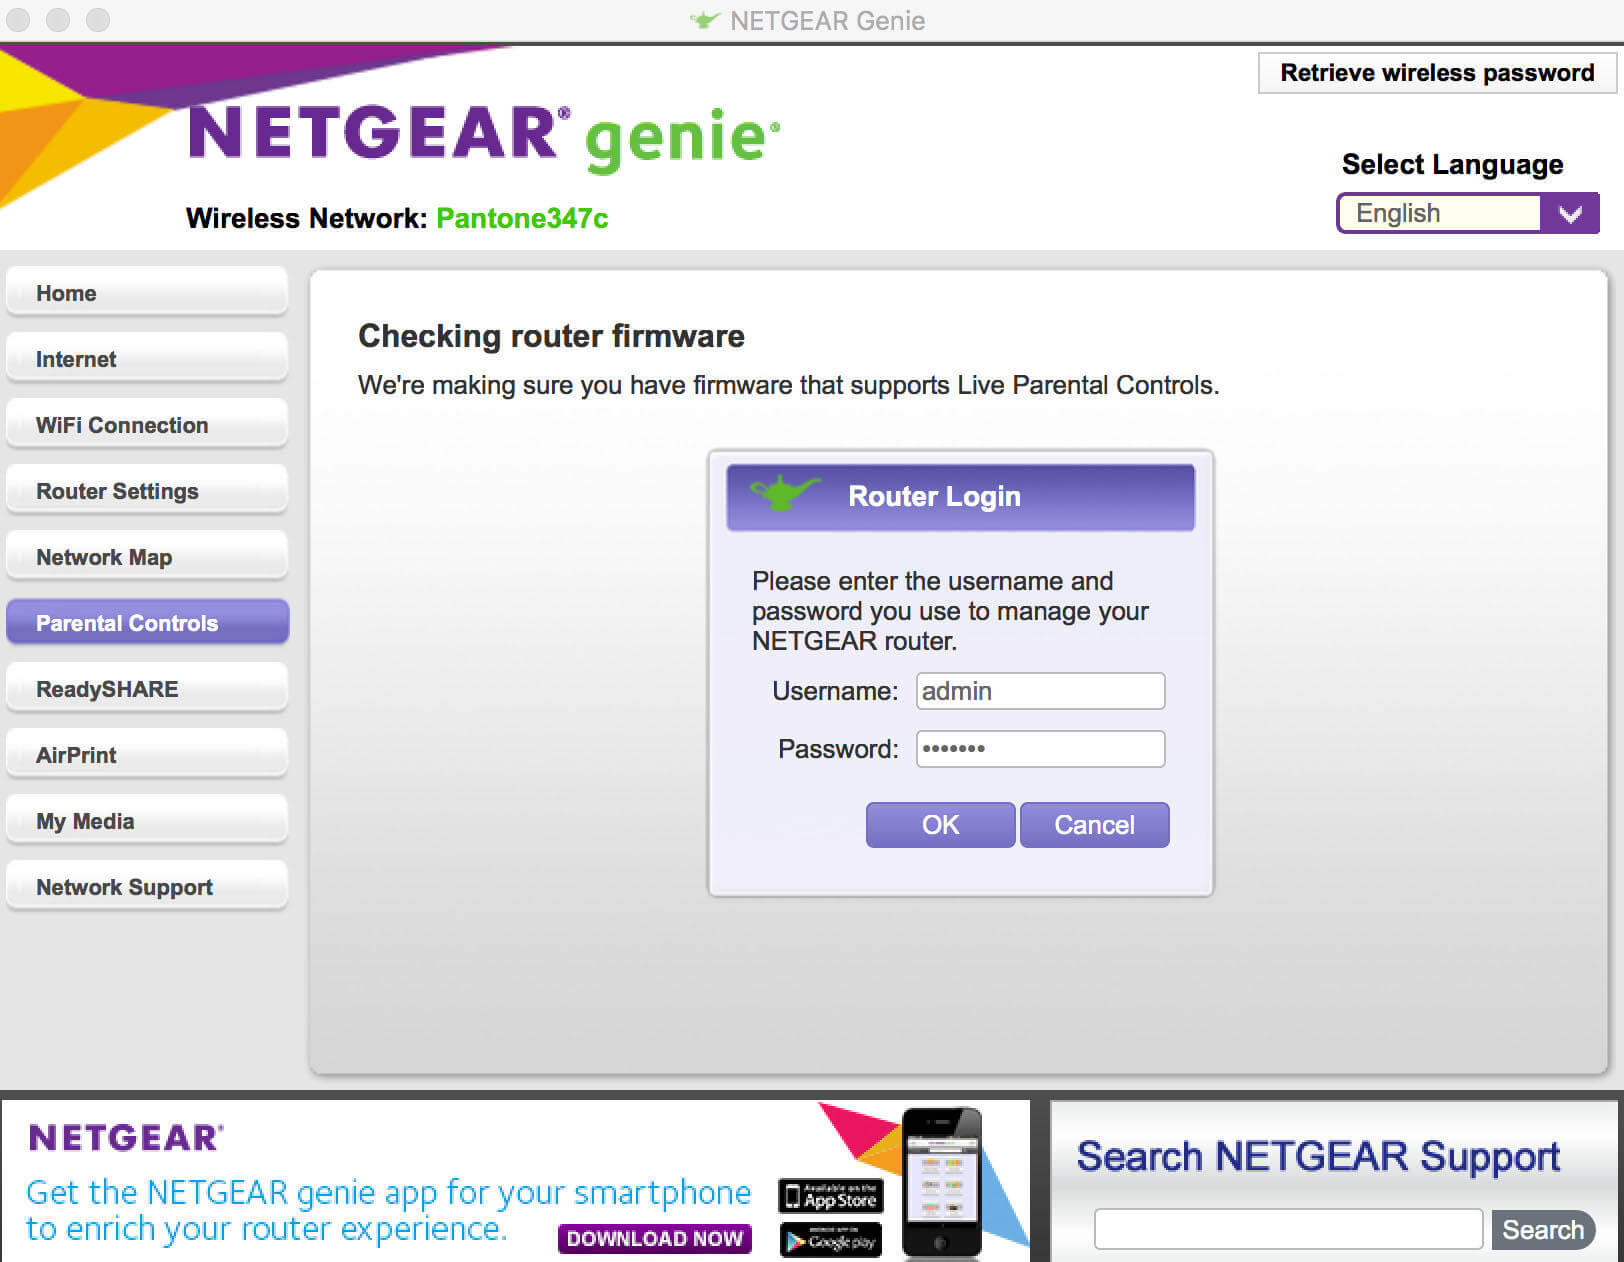 NETGEAR Genie
Retrieve wireless password
NETGEAR® genie®
Select Language
English
Wireless Network: Pantone347c
Home
Internet
WiFi Connection
Router Settings
Network Map
Parental Controls
ReadySHARE
AirPrint
My Media
Network Support
Checking router firmware
We're making sure you have firmware that supports Live Parental Controls.
Router Login
Please enter the username and
password you use to manage your
NETGEAR router.
Username: admin
Password: •••••••
OK Cancel
NETGEAR®
Get the NETGEAR genie app for your smartphone
to enrich your router experience.
DOWNLOAD NOW
Available on the
App Store
ANDROID APP ON
Google play
Search NETGEAR Support
Search